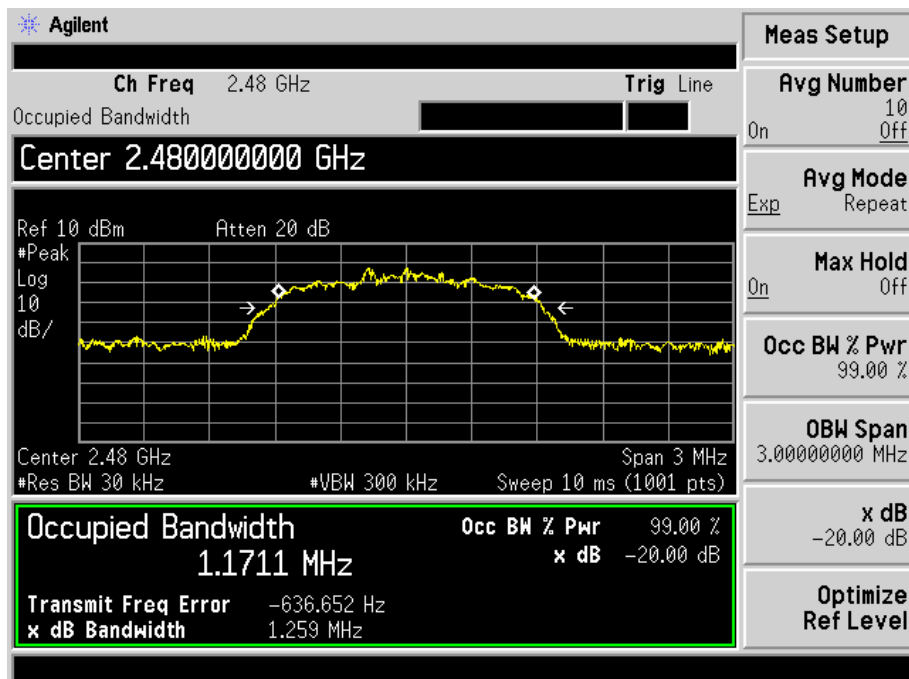 Agilent
Ch Freq 2.48 GHz Trig Line
Occupied Bandwidth
Center 2.480000000 GHz
Ref 10 dBm Atten 20 dB
#Peak
Log
10
dB/
Center 2.48 GHz Span 3 MHz
#Res BW 30 kHz #VBW 300 kHz Sweep 10 ms (1001 pts)
Occupied Bandwidth Occ BW % Pwr 99.00 %
1.1711 MHz x dB -20.00 dB
Transmit Freq Error -636.652 Hz
x dB Bandwidth 1.259 MHz
Meas Setup
Avg Number
10
On Off
Avg Mode
Exp Repeat
Max Hold
On Off
Occ BW % Pwr
99.00 %
OBW Span
3.00000000 MHz
x dB
-20.00 dB
Optimize
Ref Level